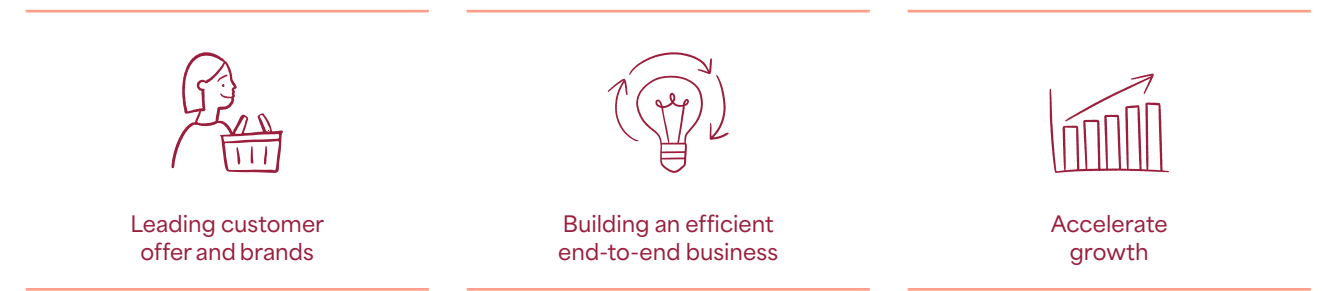 Leading customer
offer and brands
Building an efficient
end-to-end business
Accelerate
growth